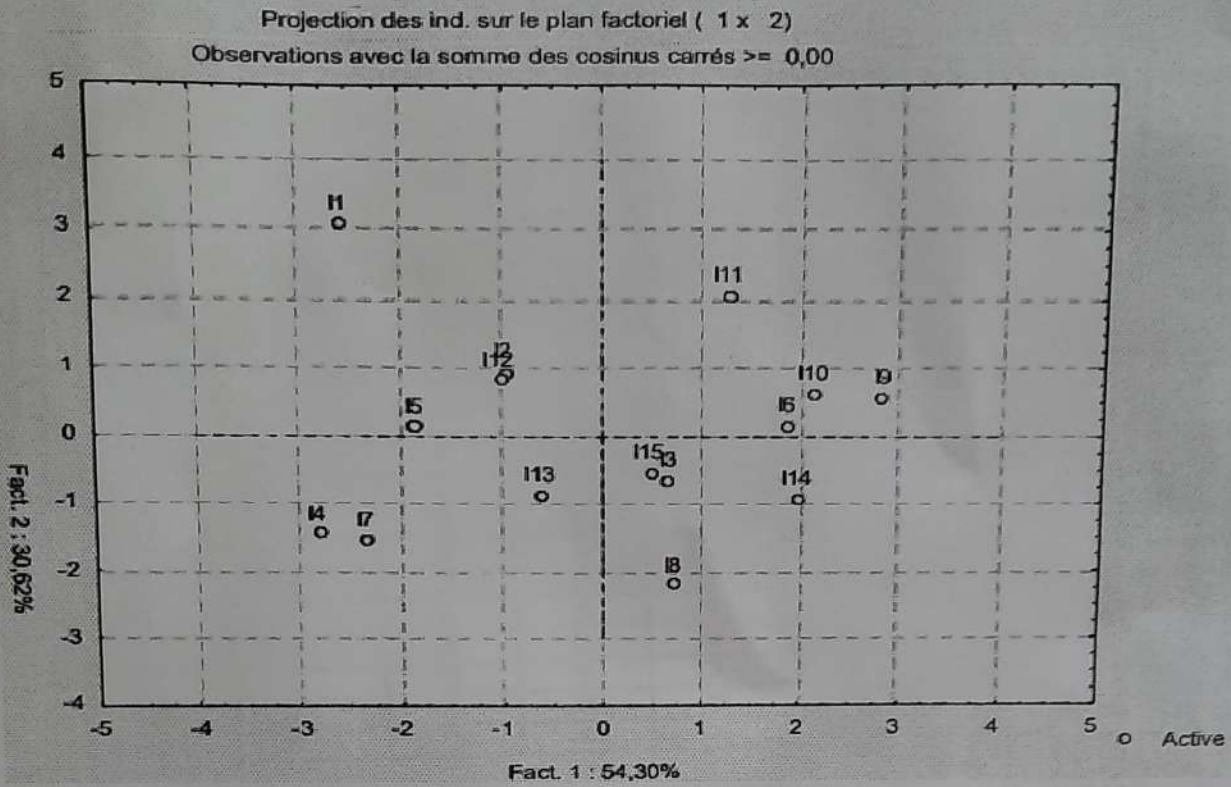 Projection des ind. sur le plan factoriel ( 1 x 2)
Observations avec la somme des cosinus carrés >= 0,00
5
4
I1
3
I11
2
I2
I12
1
I10
I9
I5
I6
0
I15
I3
I13
I14
-1
I4
I7
I8
-2
-3
-4
-5 -4 -3 -2 -1 0 1 2 3 4 5
Fact. 2 : 30,62%
Fact. 1 : 54,30%
Active